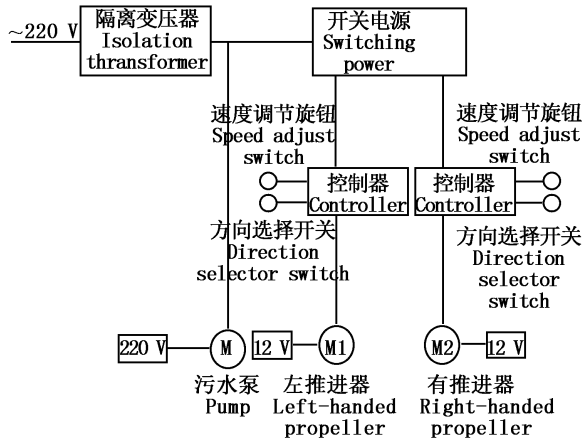 ~220 V
隔离变压器
Isolation
thransformer
开关电源
Switching
power
速度调节旋钮
Speed adjust
switch
速度调节旋钮
Speed adjust
switch
控制器
Controller
控制器
Controller
方向选择开关
Direction
selector switch
方向选择开关
Direction
selector
switch
220 V
M
12 V
M1
M2
12 V
污水泵
Pump
左推进器
Left-handed
propeller
有推进器
Right-handed
propeller